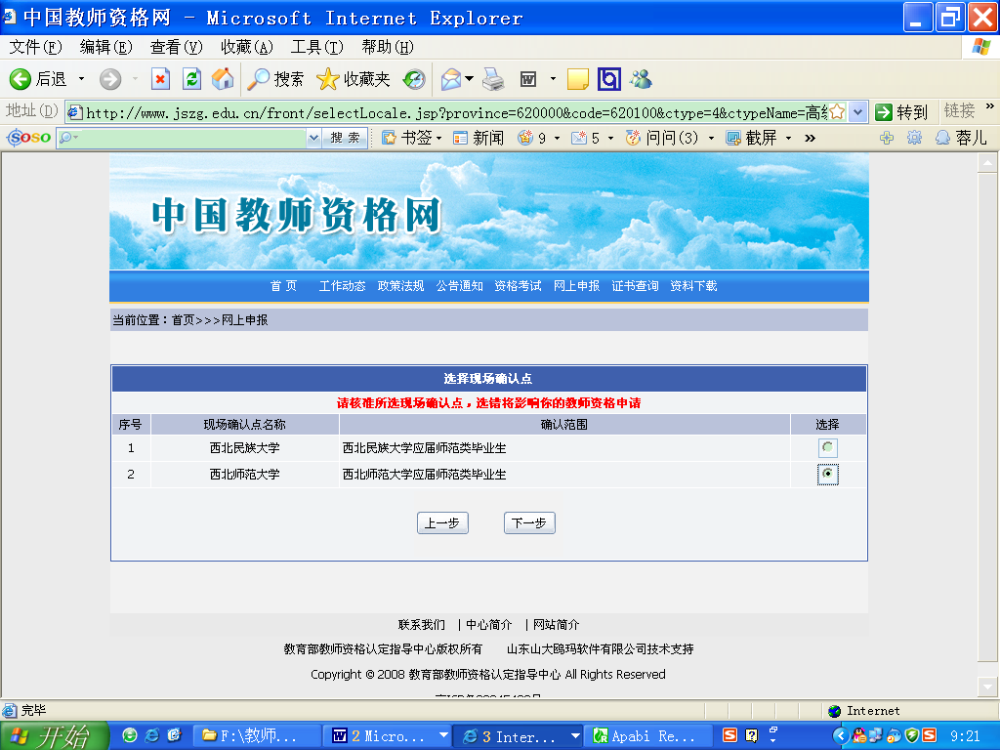 中国教师资格网 - Microsoft Internet Explorer
文件(F) 编辑(E) 查看(V) 收藏(A) 工具(T) 帮助(H)
后退 搜索 收藏夹
地址(D) http://www.jszg.edu.cn/front/selectLocale.jsp?province=620000&code=620100&ctype=4&ctypeName=高级 转到 链接 »
soso 搜索 书签 新闻 9 5 问问(3) 截屏 » 蓉儿
中国教师资格网
首 页 工作动态 政策法规 公告通知 资格考试 网上申报 证书查询 资料下载
当前位置：首页>>>网上申报
选择现场确认点
请核准所选现场确认点，选错将影响你的教师资格申请
序号 现场确认点名称 确认范围 选择
1 西北民族大学 西北民族大学应届师范类毕业生
2 西北师范大学 西北师范大学应届师范类毕业生
上一步 下一步
联系我们 | 中心简介 | 网站简介
教育部教师资格认定指导中心版权所有 山东山大鸥玛软件有限公司技术支持
Copyright © 2008 教育部教师资格认定指导中心 All Rights Reserved
完毕 Internet
开始 F:\教师... 2 Micro... 3 Inter... Apabi Re... 9:21